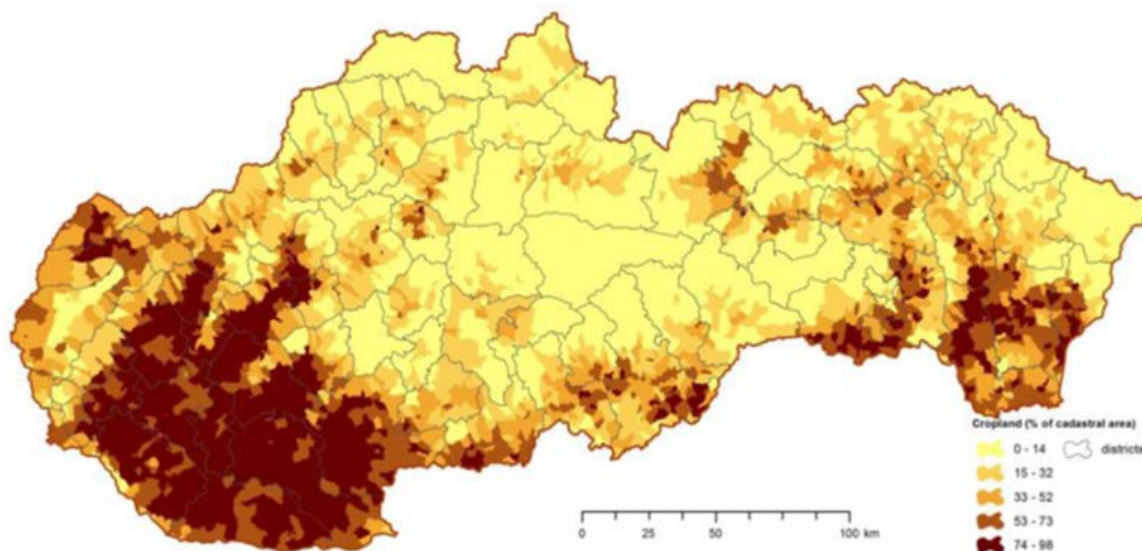 Cropland (% of cadastral area)
0 - 14 districts
15 - 32
33 - 52
53 - 73
74 - 98
0 25 50 100 km